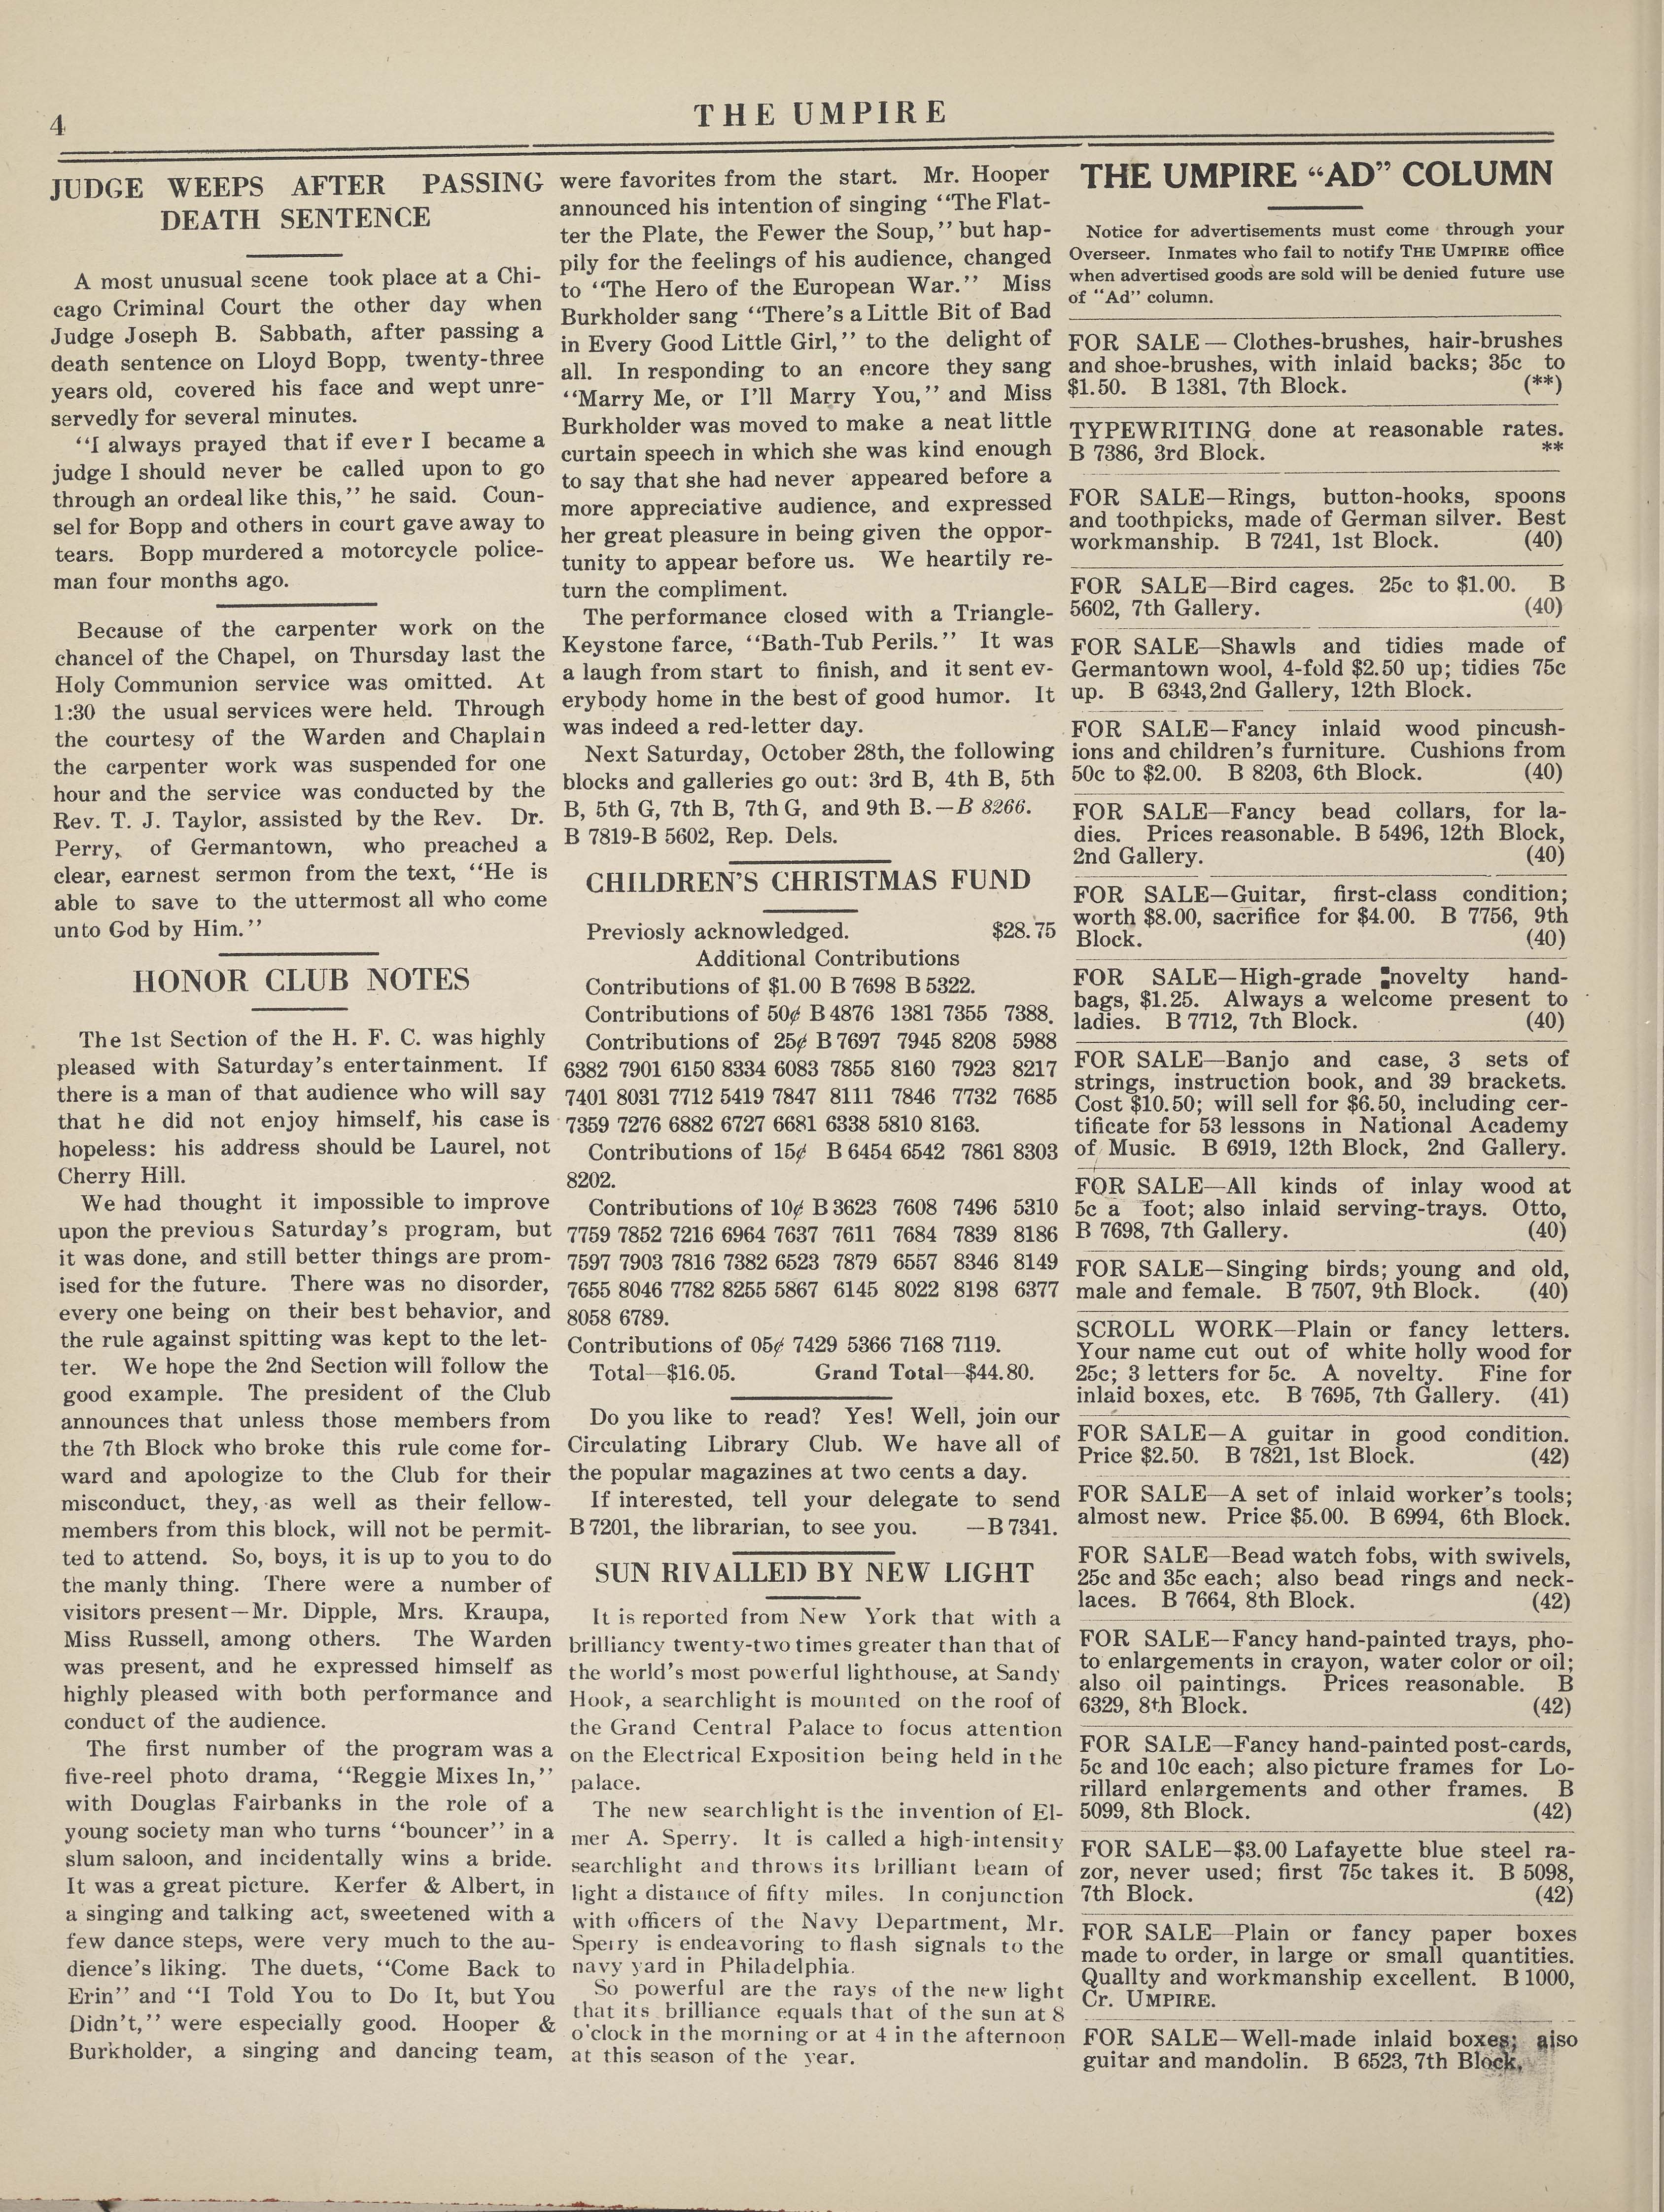 4
THE UMPIRE
JUDGE WEEPS AFTER PASSING
DEATH SENTENCE
A most unusual scene took place at a Chi-
cago Criminal Court the other day when
Judge Joseph B. Sabbath, after passing a
death sentence on Lloyd Bopp, twenty-three
years old, covered his face and wept unre-
servedly for several minutes.
‘‘I always prayed that if ever I became a
judge I should never be called upon to go
through an ordeal like this,’’ he said. Coun-
sel for Bopp and others in court gave away to
tears. Bopp murdered a motorcycle police-
man four months ago.
Because of the carpenter work on the
chancel of the Chapel, on Thursday last the
Holy Communion service was omitted. At
1:30 the usual services were held. Through
the courtesy of the Warden and Chaplain
the carpenter work was suspended for one
hour and the service was conducted by the
Rev. T. J. Taylor, assisted by the Rev. Dr.
Perry, of Germantown, who preached a
clear, earnest sermon from the text, ‘‘He is
able to save to the uttermost all who come
unto God by Him.’’
HONOR CLUB NOTES
The 1st Section of the H. F. C. was highly
pleased with Saturday’s entertainment. If
there is a man of that audience who will say
that he did not enjoy himself, his case is
hopeless: his address should be Laurel, not
Cherry Hill.
We had thought it impossible to improve
upon the previous Saturday’s program, but
it was done, and still better things are prom-
ised for the future. There was no disorder,
every one being on their best behavior, and
the rule against spitting was kept to the let-
ter. We hope the 2nd Section will follow the
good example. The president of the Club
announces that unless those members from
the 7th Block who broke this rule come for-
ward and apologize to the Club for their
misconduct, they, as well as their fellow-
members from this block, will not be permit-
ted to attend. So, boys, it is up to you to do
the manly thing. There were a number of
visitors present—Mr. Dipple, Mrs. Kraupa,
Miss Russell, among others. The Warden
was present, and he expressed himself as
highly pleased with both performance and
conduct of the audience.
The first number of the program was a
five-reel photo drama, ‘‘Reggie Mixes In,’’
with Douglas Fairbanks in the role of a
young society man who turns ‘‘bouncer’’ in a
slum saloon, and incidentally wins a bride.
It was a great picture. Kerfer & Albert, in
a singing and talking act, sweetened with a
few dance steps, were very much to the au-
dience’s liking. The duets, ‘‘Come Back to
Erin’’ and ‘‘I Told You to Do It, but You
Didn’t,’’ were especially good. Hooper &
Burkholder, a singing and dancing team,
were favorites from the start. Mr. Hooper
announced his intention of singing ‘‘The Flat-
ter the Plate, the Fewer the Soup,’’ but hap-
pily for the feelings of his audience, changed
to ‘‘The Hero of the European War.’’ Miss
Burkholder sang ‘‘There’s a Little Bit of Bad
in Every Good Little Girl,’’ to the delight of
all. In responding to an encore they sang
‘‘Marry Me, or I’ll Marry You,’’ and Miss
Burkholder was moved to make a neat little
curtain speech in which she was kind enough
to say that she had never appeared before a
more appreciative audience, and expressed
her great pleasure in being given the oppor-
tunity to appear before us. We heartily re-
turn the compliment.
The performance closed with a Triangle-
Keystone farce, ‘‘Bath-Tub Perils.’’ It was
a laugh from start to finish, and it sent ev-
erybody home in the best of good humor. It
was indeed a red-letter day.
Next Saturday, October 28th, the following
blocks and galleries go out: 3rd B, 4th B, 5th
B, 5th G, 7th B, 7th G, and 9th B.—B 8266.
B 7819-B 5602, Rep. Dels.
CHILDREN’S CHRISTMAS FUND
Previosly acknowledged. $28.75
Additional Contributions
Contributions of $1.00 B 7698 B 5322.
Contributions of 50¢ B 4876 1381 7355 7388.
Contributions of 25¢ B 7697 7945 8208 5988
6382 7901 6150 8334 6083 7855 8160 7923 8217
7401 8031 7712 5419 7847 8111 7846 7732 7685
7359 7276 6882 6727 6681 6338 5810 8163.
Contributions of 15¢ B 6454 6542 7861 8303
8202.
Contributions of 10¢ B 3623 7608 7496 5310
7759 7852 7216 6964 7637 7611 7684 7839 8186
7597 7903 7816 7382 6523 7879 6557 8346 8149
7655 8046 7782 8255 5867 6145 8022 8198 6377
8058 6789.
Contributions of 05¢ 7429 5366 7168 7119.
Total—$16.05. Grand Total—$44.80.
Do you like to read? Yes! Well, join our
Circulating Library Club. We have all of
the popular magazines at two cents a day.
If interested, tell your delegate to send
B 7201, the librarian, to see you. —B 7341.
SUN RIVALLED BY NEW LIGHT
It is reported from New York that with a
brilliancy twenty-two times greater than that of
the world’s most powerful lighthouse, at Sandy
Hook, a searchlight is mounted on the roof of
the Grand Central Palace to focus attention
on the Electrical Exposition being held in the
palace.
The new searchlight is the invention of El-
mer A. Sperry. It is called a high-intensity
searchlight and throws its brilliant beam of
light a distance of fifty miles. In conjunction
with officers of the Navy Department, Mr.
Sperry is endeavoring to flash signals to the
navy yard in Philadelphia.
So powerful are the rays of the new light
that its brilliance equals that of the sun at 8
o’clock in the morning or at 4 in the afternoon
at this season of the year.
THE UMPIRE “AD” COLUMN
Notice for advertisements must come through your
Overseer. Inmates who fail to notify THE UMPIRE office
when advertised goods are sold will be denied future use
of “Ad” column.
FOR SALE — Clothes-brushes, hair-brushes
and shoe-brushes, with inlaid backs; 35c to
$1.50. B 1381, 7th Block. (**)
TYPEWRITING done at reasonable rates.
B 7386, 3rd Block. **
FOR SALE—Rings, button-hooks, spoons
and toothpicks, made of German silver. Best
workmanship. B 7241, 1st Block. (40)
FOR SALE—Bird cages. 25c to $1.00. B
5602, 7th Gallery. (40)
FOR SALE—Shawls and tidies made of
Germantown wool, 4-fold $2.50 up; tidies 75c
up. B 6343, 2nd Gallery, 12th Block.
FOR SALE—Fancy inlaid wood pincush-
ions and children’s furniture. Cushions from
50c to $2.00. B 8203, 6th Block. (40)
FOR SALE—Fancy bead collars, for la-
dies. Prices reasonable. B 5496, 12th Block,
2nd Gallery. (40)
FOR SALE—Guitar, first-class condition;
worth $8.00, sacrifice for $4.00. B 7756, 9th
Block. (40)
FOR SALE—High-grade novelty hand-
bags, $1.25. Always a welcome present to
ladies. B 7712, 7th Block. (40)
FOR SALE—Banjo and case, 3 sets of
strings, instruction book, and 39 brackets.
Cost $10.50; will sell for $6.50, including cer-
tificate for 53 lessons in National Academy
of Music. B 6919, 12th Block, 2nd Gallery.
FOR SALE—All kinds of inlay wood at
5c a foot; also inlaid serving-trays. Otto,
B 7698, 7th Gallery. (40)
FOR SALE—Singing birds; young and old,
male and female. B 7507, 9th Block. (40)
SCROLL WORK—Plain or fancy letters.
Your name cut out of white holly wood for
25c; 3 letters for 5c. A novelty. Fine for
inlaid boxes, etc. B 7695, 7th Gallery. (41)
FOR SALE—A guitar in good condition.
Price $2.50. B 7821, 1st Block. (42)
FOR SALE—A set of inlaid worker’s tools;
almost new. Price $5.00. B 6994, 6th Block.
FOR SALE—Bead watch fobs, with swivels,
25c and 35c each; also bead rings and neck-
laces. B 7664, 8th Block. (42)
FOR SALE—Fancy hand-painted trays, pho-
to enlargements in crayon, water color or oil;
also oil paintings. Prices reasonable. B
6329, 8th Block. (42)
FOR SALE—Fancy hand-painted post-cards,
5c and 10c each; also picture frames for Lo-
rillard enlargements and other frames. B
5099, 8th Block. (42)
FOR SALE—$3.00 Lafayette blue steel ra-
zor, never used; first 75c takes it. B 5098,
7th Block. (42)
FOR SALE—Plain or fancy paper boxes
made to order, in large or small quantities.
Quallty and workmanship excellent. B 1000,
Cr. UMPIRE.
FOR SALE—Well-made inlaid boxes; also
guitar and mandolin. B 6523, 7th Block.